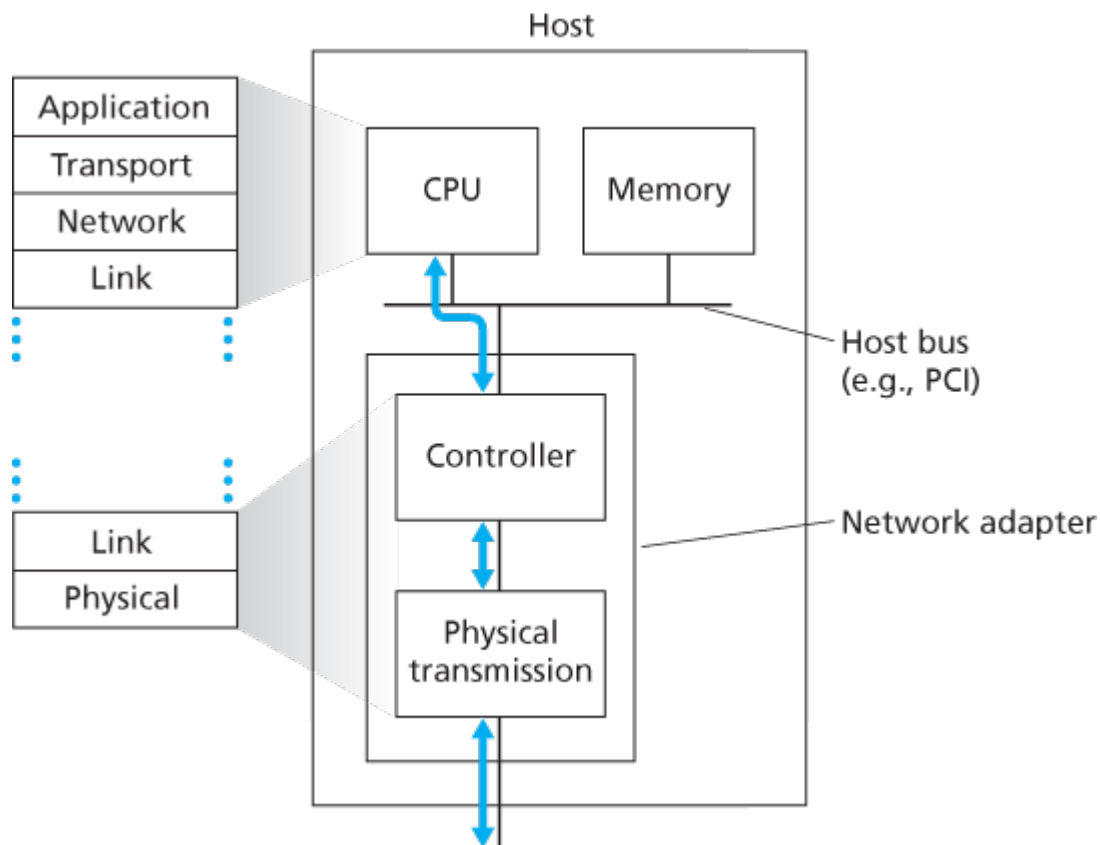 Host
Application
Transport
Network
Link
CPU
Memory
Host bus
(e.g., PCI)
Controller
Network adapter
Link
Physical
Physical
transmission